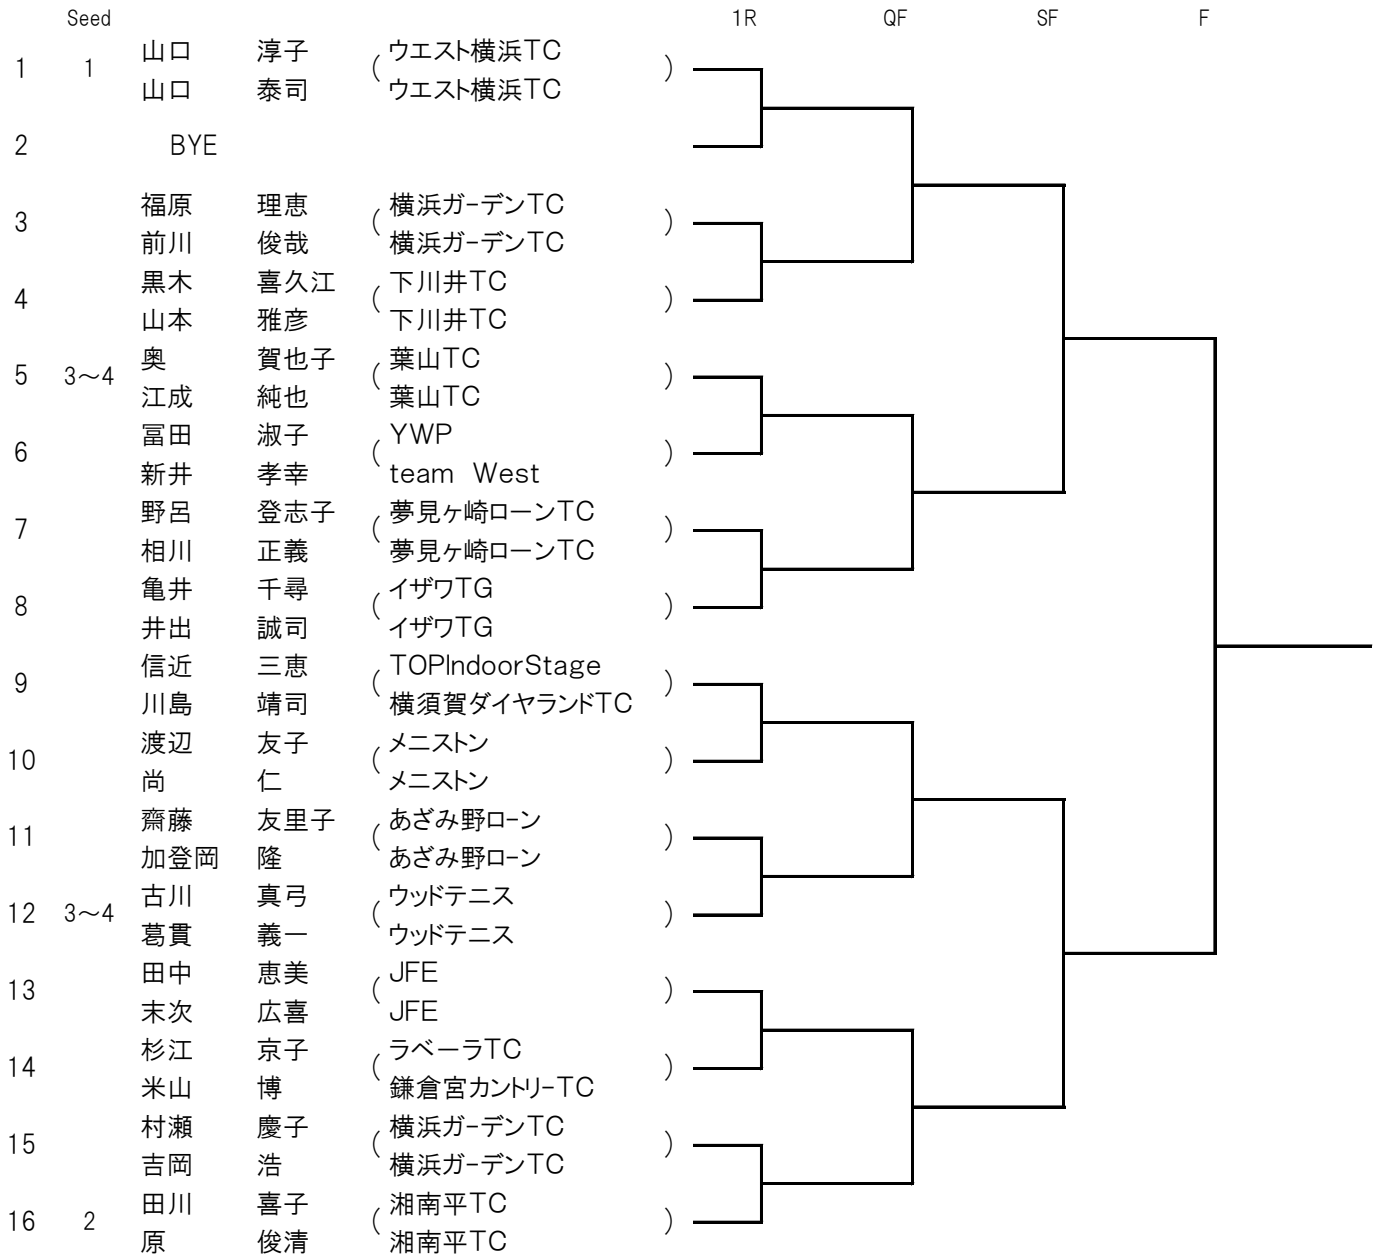 Seed 1R QF SF F
山口 淳子 ウエスト横浜TC
1 1 ( )
山口 泰司 ウエスト横浜TC
2 BYE
福原 理恵 横浜ガ-デンTC
3 ( )
前川 俊哉 横浜ガ-デンTC
黒木 喜久江 下川井TC
4 ( )
山本 雅彦 下川井TC
奥 賀也子 葉山TC
5 3～4 ( )
江成 純也 葉山TC
冨田 淑子 YWP
6 ( )
新井 孝幸 team West
野呂 登志子 夢見ヶ崎ローンTC
7 ( )
相川 正義 夢見ヶ崎ローンTC
亀井 千尋 イザワTG
8 ( )
井出 誠司 イザワTG
信近 三恵 TOPIndoorStage
9 ( )
川島 靖司 横須賀ダイヤランドTC
渡辺 友子 メニストン
10 ( )
尚 仁 メニストン
齋藤 友里子 あざみ野ロ-ン
11 ( )
加登岡 隆 あざみ野ロ-ン
古川 真弓 ウッドテニス
12 3～4 ( )
葛貫 義一 ウッドテニス
田中 恵美 JFE
13 ( )
末次 広喜 JFE
杉江 京子 ラベーラTC
14 ( )
米山 博 鎌倉宮カントリ-TC
村瀬 慶子 横浜ガ-デンTC
15 ( )
吉岡 浩 横浜ガ-デンTC
田川 喜子 湘南平TC
16 2 ( )
原 俊清 湘南平TC